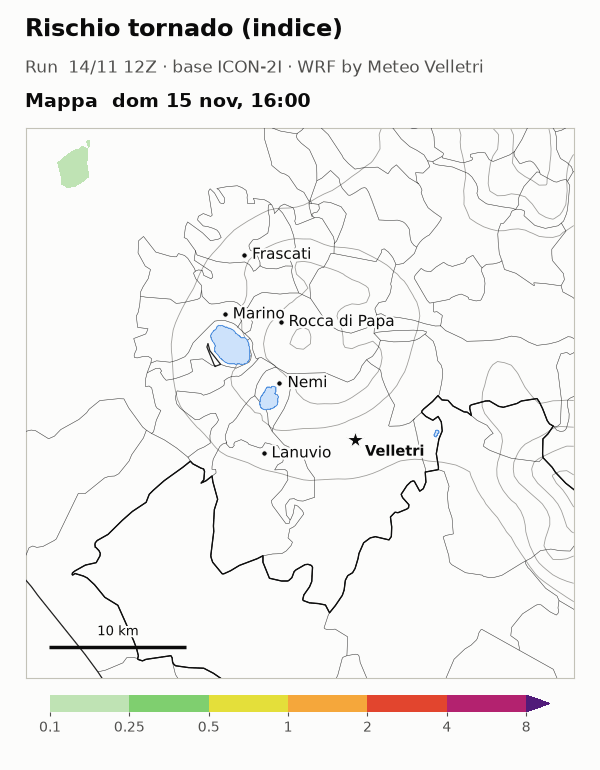 Rischio tornado (indice)
Run  14/11 12Z · base ICON-2I · WRF by Meteo Velletri
Mappa  dom 15 nov, 16:00
Frascati
Marino
Rocca di Papa
Nemi
Velletri
Lanuvio
10 km
0.1 0.25 0.5 1 2 4 8